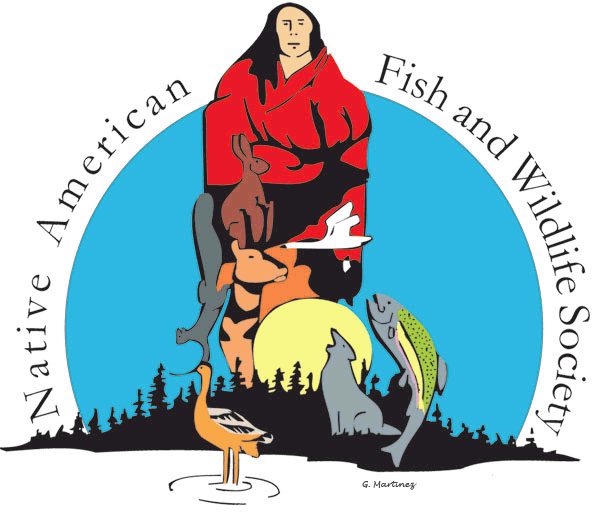 Native American Fish and Wildlife Society
G. Martinez